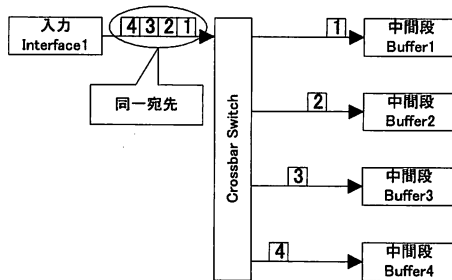 入力
Interface1
4 3 2 1
同一宛先
Crossbar Switch
1
中間段
Buffer1
2
中間段
Buffer2
3
中間段
Buffer3
4
中間段
Buffer4